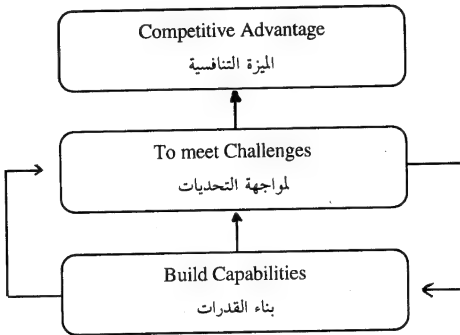 Competitive Advantage
الميزة التنافسية
To meet Challenges
لمواجهة التحديات
Build Capabilities
بناء القدرات